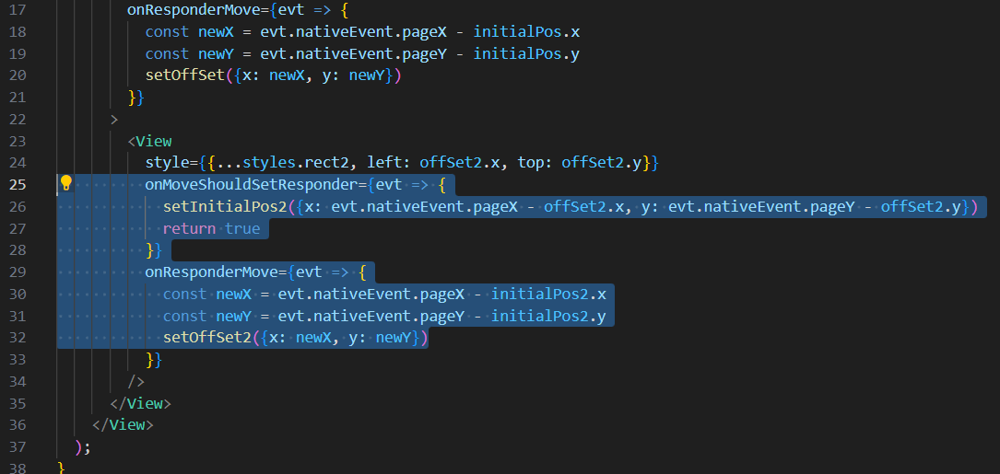 17 onResponderMove={evt => {
18 const newX = evt.nativeEvent.pageX - initialPos.x
19 const newY = evt.nativeEvent.pageY - initialPos.y
20 setOffSet({x: newX, y: newY})
21 }}
22 >
23 <View
24 style={{...styles.rect2, left: offSet2.x, top: offSet2.y}}
25 onMoveShouldSetResponder={evt => {
26 setInitialPos2({x: evt.nativeEvent.pageX - offSet2.x, y: evt.nativeEvent.pageY - offSet2.y})
27 return true
28 }}
29 onResponderMove={evt => {
30 const newX = evt.nativeEvent.pageX - initialPos2.x
31 const newY = evt.nativeEvent.pageY - initialPos2.y
32 setOffSet2({x: newX, y: newY})
33 }}
34 />
35 </View>
36 </View>
37 );
38 }